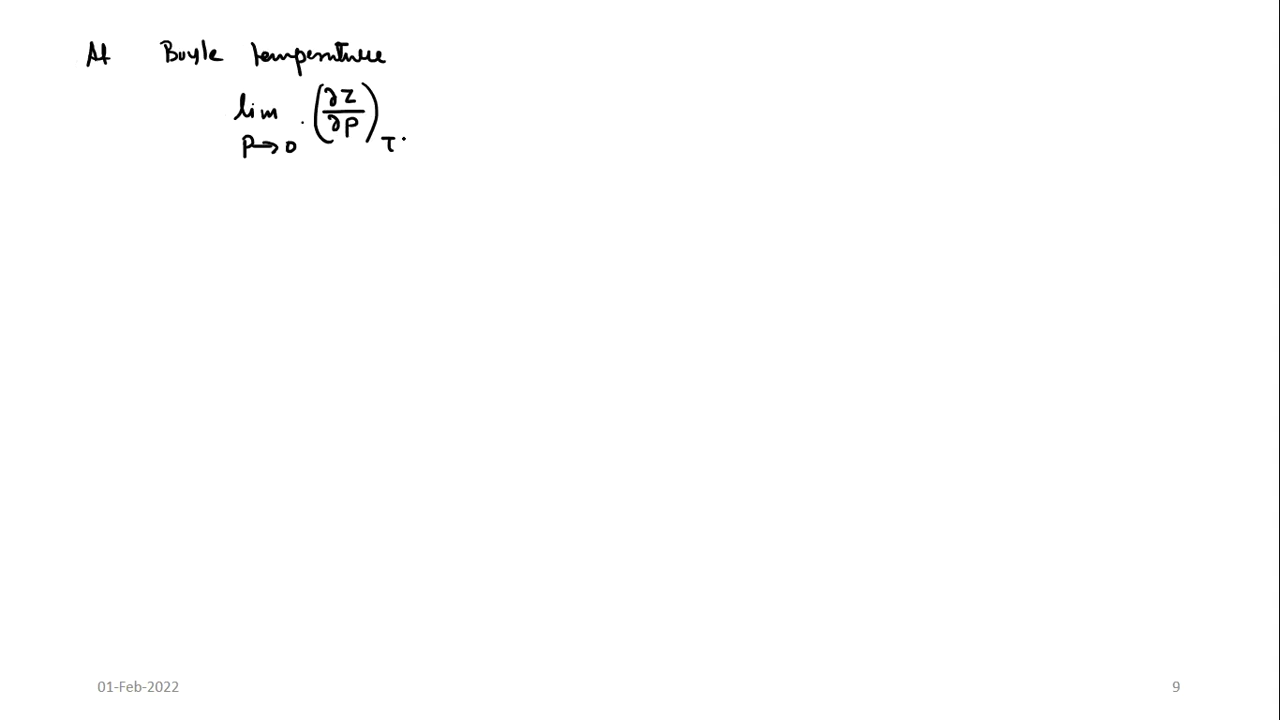 At Boyle temperature
lim (∂Z/∂P)_T
P→0
01-Feb-2022
9